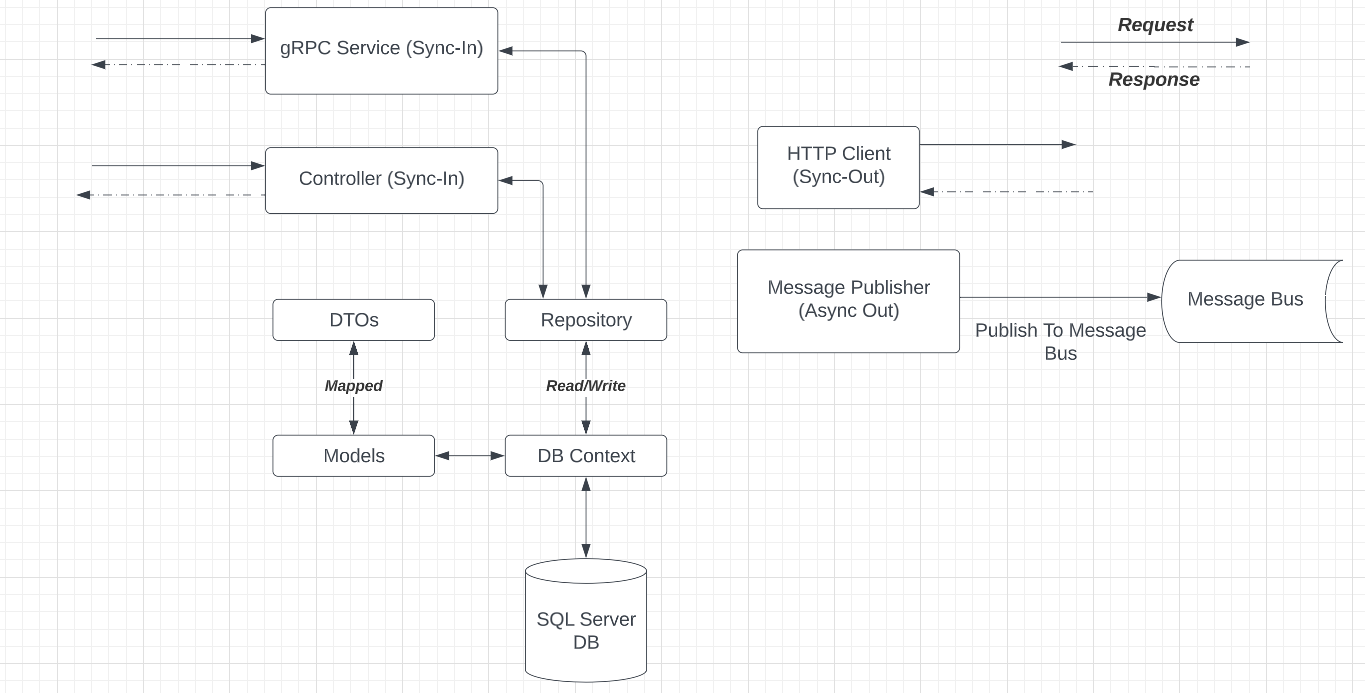 gRPC Service (Sync-In)
Request
Response
HTTP Client
(Sync-Out)
Controller (Sync-In)
Message Publisher
(Async Out)
Message Bus
Publish To Message
Bus
DTOs
Repository
Mapped
Read/Write
Models
DB Context
SQL Server
DB